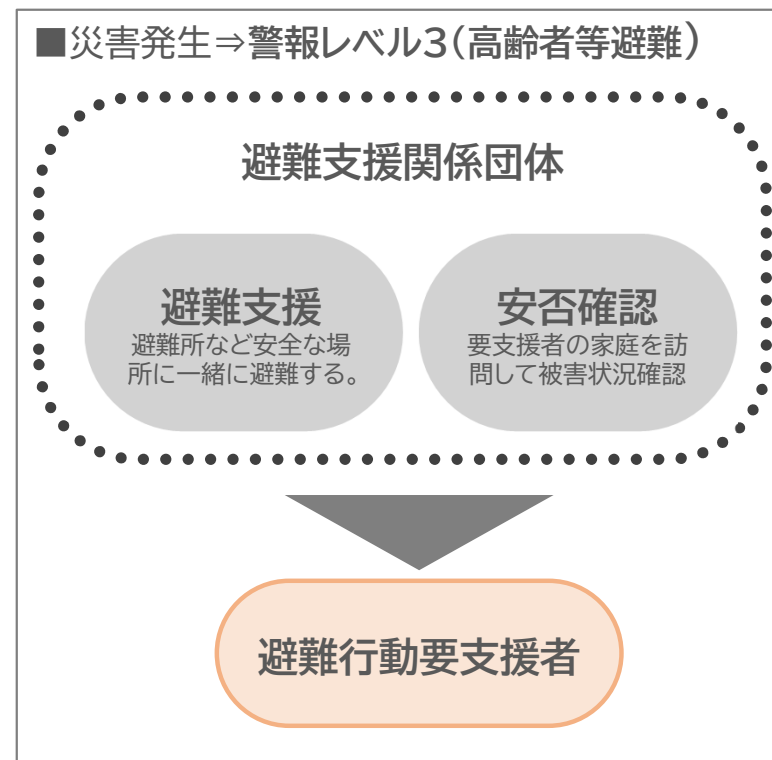 ■災害発生⇒警報レベル3(高齢者等避難)
避難支援関係団体
避難支援
避難所など安全な場
所に一緒に避難する。
安否確認
要支援者の家庭を訪
問して被害状況確認
避難行動要支援者